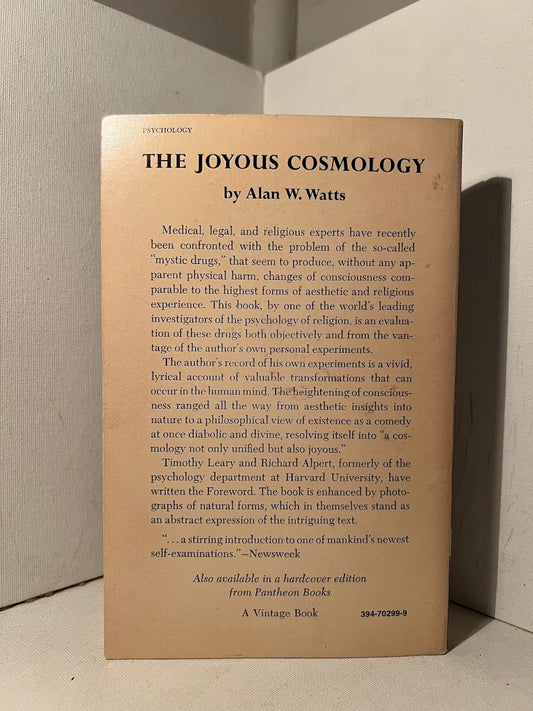 PSYCHOLOGY
THE JOYOUS COSMOLOGY
by Alan W. Watts
Medical, legal, and religious experts have recently
been confronted with the problem of the so-called
“mystic drugs,” that seem to produce, without any ap-
parent physical harm, changes of consciousness com-
parable to the highest forms of aesthetic and religious
experience. This book, by one of the world's leading
investigators of the psychology of religion, is an evalua-
tion of these drugs both objectively and from the van-
tage of the author's own personal experiments.
The author's record of his own experiments is a vivid,
lyrical account of valuable transformations that can
occur in the human mind. The heightening of conscious-
ness ranged all the way from aesthetic insights into
nature to a philosophical view of existence as a comedy
at once diabolic and divine, resolving itself into “a cos-
mology not only unified but also joyous.”
Timothy Leary and Richard Alpert, formerly of the
psychology department at Harvard University, have
written the Foreword. The book is enhanced by photo-
graphs of natural forms, which in themselves stand as
an abstract expression of the intriguing text.
“. . . a stirring introduction to one of mankind's newest
self-examinations.”—Newsweek
Also available in a hardcover edition
from Pantheon Books
A Vintage Book 394-70299-9